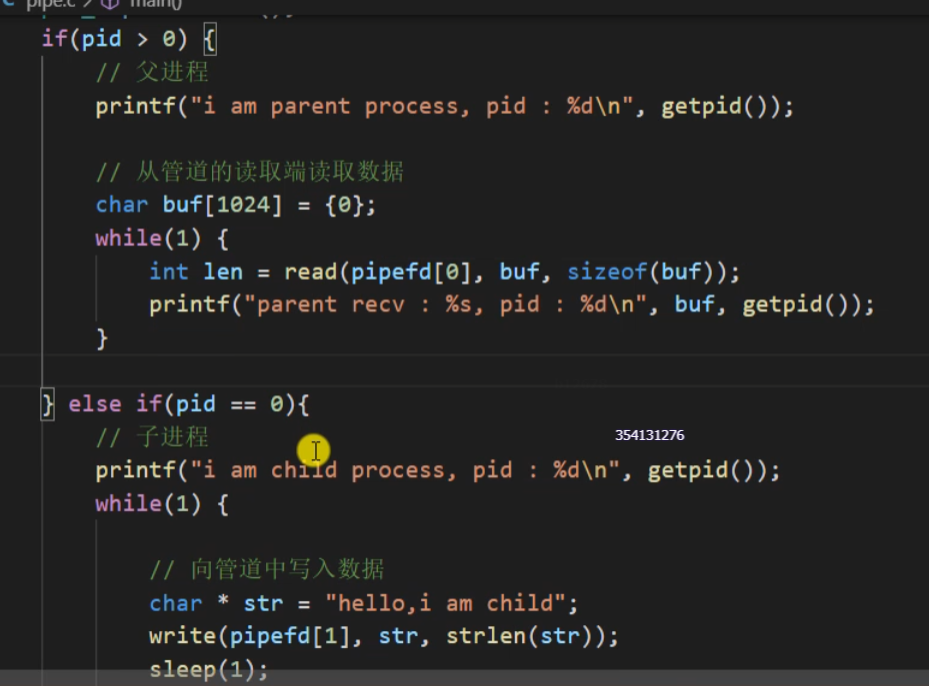 pipe.c > main()
if(pid > 0) {
// 父进程
printf("i am parent process, pid : %d\n", getpid());
// 从管道的读取端读取数据
char buf[1024] = {0};
while(1) {
int len = read(pipefd[0], buf, sizeof(buf));
printf("parent recv : %s, pid : %d\n", buf, getpid());
}
} else if(pid == 0){
354131276
// 子进程
printf("i am child process, pid : %d\n", getpid());
while(1) {
// 向管道中写入数据
char * str = "hello,i am child";
write(pipefd[1], str, strlen(str));
sleep(1);